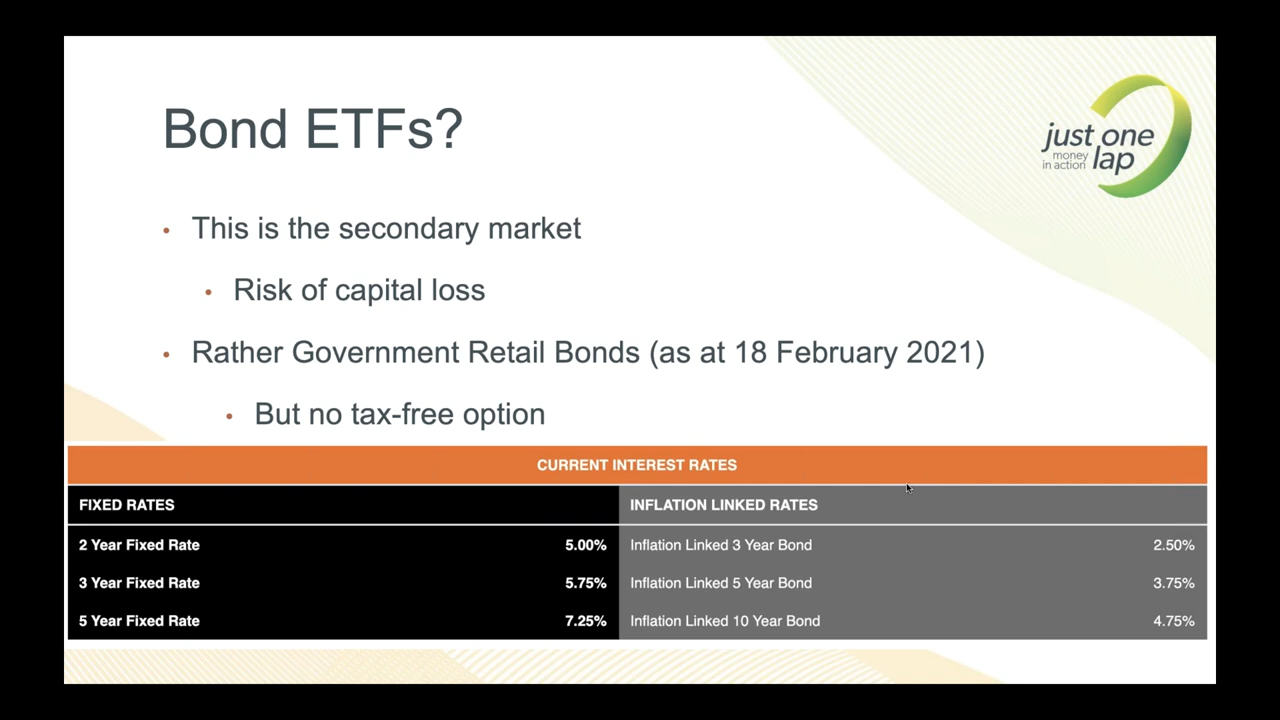 Bond ETFs?
just one
money
in action lap
• This is the secondary market
• Risk of capital loss
• Rather Government Retail Bonds (as at 18 February 2021)
• But no tax-free option
CURRENT INTEREST RATES
FIXED RATES INFLATION LINKED RATES
2 Year Fixed Rate 5.00% Inflation Linked 3 Year Bond 2.50%
3 Year Fixed Rate 5.75% Inflation Linked 5 Year Bond 3.75%
5 Year Fixed Rate 7.25% Inflation Linked 10 Year Bond 4.75%